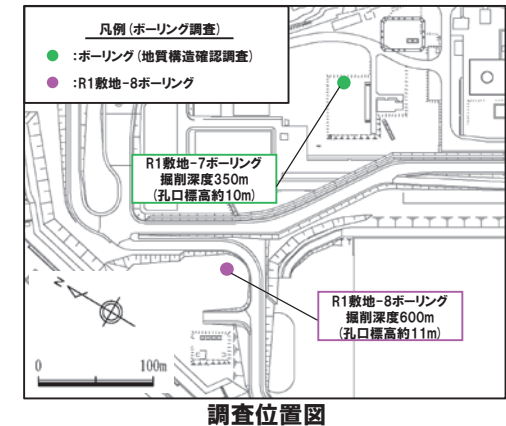 凡例(ボーリング調査)
:ボーリング(地質構造確認調査)
:R1敷地-8ボーリング
R1敷地-7ボーリング
掘削深度350m
(孔口標高約10m)
R1敷地-8ボーリング
掘削深度600m
(孔口標高約11m)
N
0 100m
調査位置図